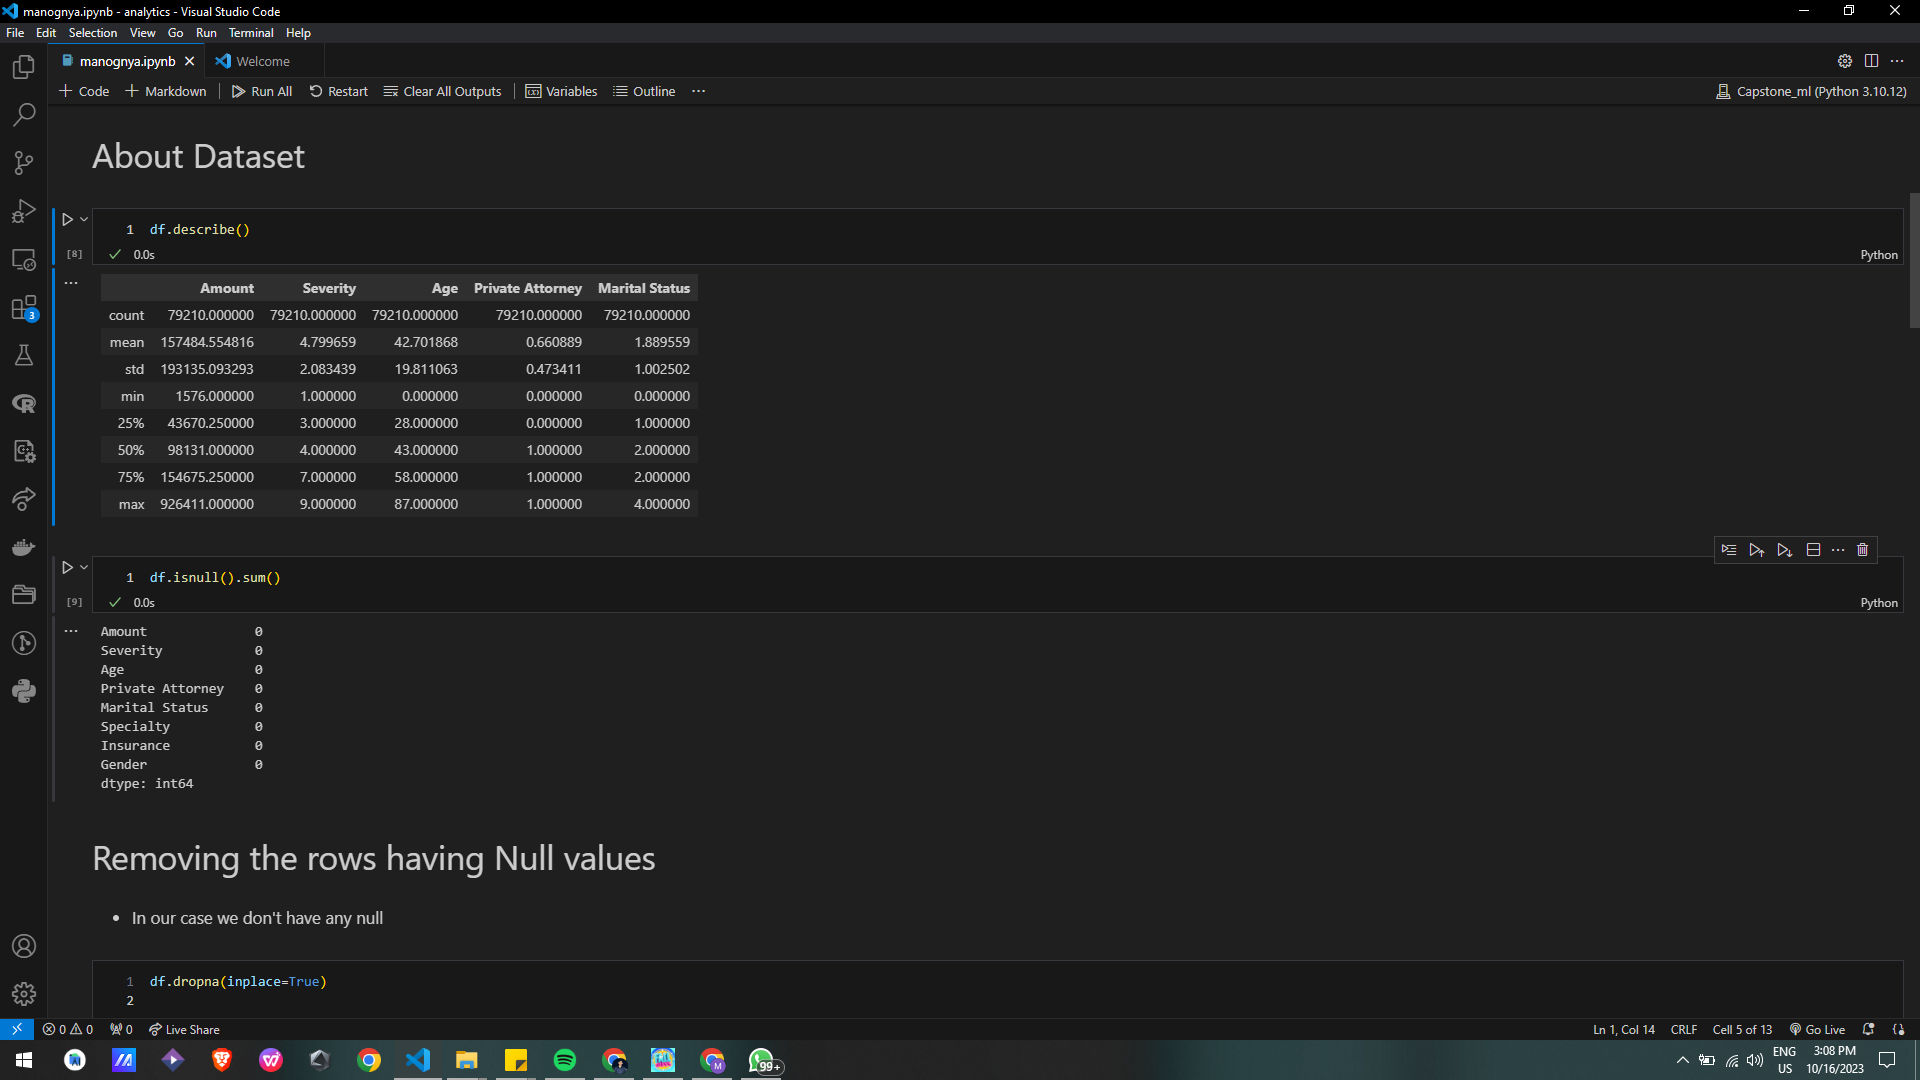 manognya.ipynb - analytics - Visual Studio Code
File Edit Selection View Go Run Terminal Help
manognya.ipynb Welcome
Code Markdown Run All Restart Clear All Outputs Variables Outline ... Capstone_ml (Python 3.10.12)
About Dataset
1 df.describe()
[8] 0.0s Python
Amount Severity Age Private Attorney Marital Status
count 79210.000000 79210.000000 79210.000000 79210.000000 79210.000000
mean 157484.554816 4.799659 42.701868 0.660889 1.889559
std 193135.093293 2.083439 19.811063 0.473411 1.002502
min 1576.000000 1.000000 0.000000 0.000000 0.000000
25% 43670.250000 3.000000 28.000000 0.000000 1.000000
50% 98131.000000 4.000000 43.000000 1.000000 2.000000
75% 154675.250000 7.000000 58.000000 1.000000 2.000000
max 926411.000000 9.000000 87.000000 1.000000 4.000000
1 df.isnull().sum()
[9] 0.0s Python
Amount 0
Severity 0
Age 0
Private Attorney 0
Marital Status 0
Specialty 0
Insurance 0
Gender 0
dtype: int64
Removing the rows having Null values
• In our case we don't have any null
1 df.dropna(inplace=True)
2
3
0 0 0 Live Share Ln 1, Col 14 CRLF Cell 5 of 13 Go Live
99+ ENG US 3:08 PM 10/16/2023